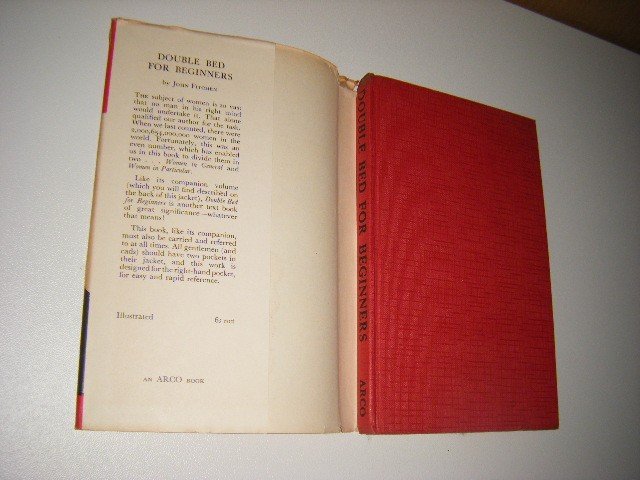 DOUBLE BED
FOR BEGINNERS
by JOHN FITCHEN
THE subject of women is so vast
that no man in his right mind
would undertake it. That alone
qualified our author for the task.
When we last counted, there were
women in the
world. Fortunately, this was an
even number, which has enabled
us in this book to divide them in
two . . . Women in General and
Women in Particular.
Like its companion, volume
(which you will find described on
the back of this jacket), Double Bed
for Beginners is another text book
of great significance—whatever
that means!
This book, like its companion,
must also be carried and referred
to at all times. All gentlemen (and
cads) should have two pockets in
their jacket, and this work is
designed for the right-hand pocket,
for easy and rapid reference.
Illustrated
net
AN ARCO BOOK
DOUBLE BED FOR BEGINNERS
ARCO